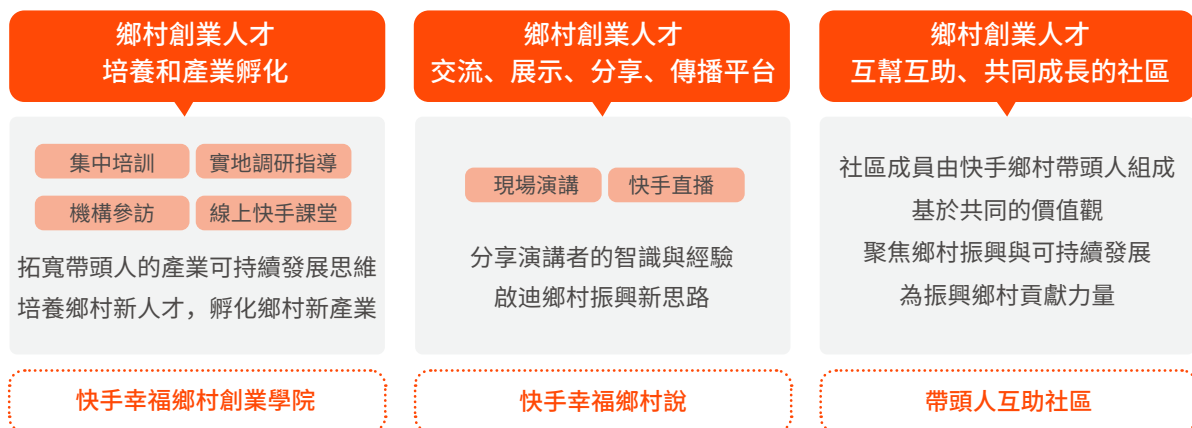 鄉村創業人才
培養和產業孵化
集中培訓
實地調研指導
機構參訪
線上快手課堂
拓寬帶頭人的產業可持續發展思維
培養鄉村新人才，孵化鄉村新產業
快手幸福鄉村創業學院
鄉村創業人才
交流、展示、分享、傳播平台
現場演講
快手直播
分享演講者的智識與經驗
啟迪鄉村振興新思路
快手幸福鄉村說
鄉村創業人才
互幫互助、共同成長的社區
社區成員由快手鄉村帶頭人組成
基於共同的價值觀
聚焦鄉村振興與可持續發展
為振興鄉村貢獻力量
帶頭人互助社區